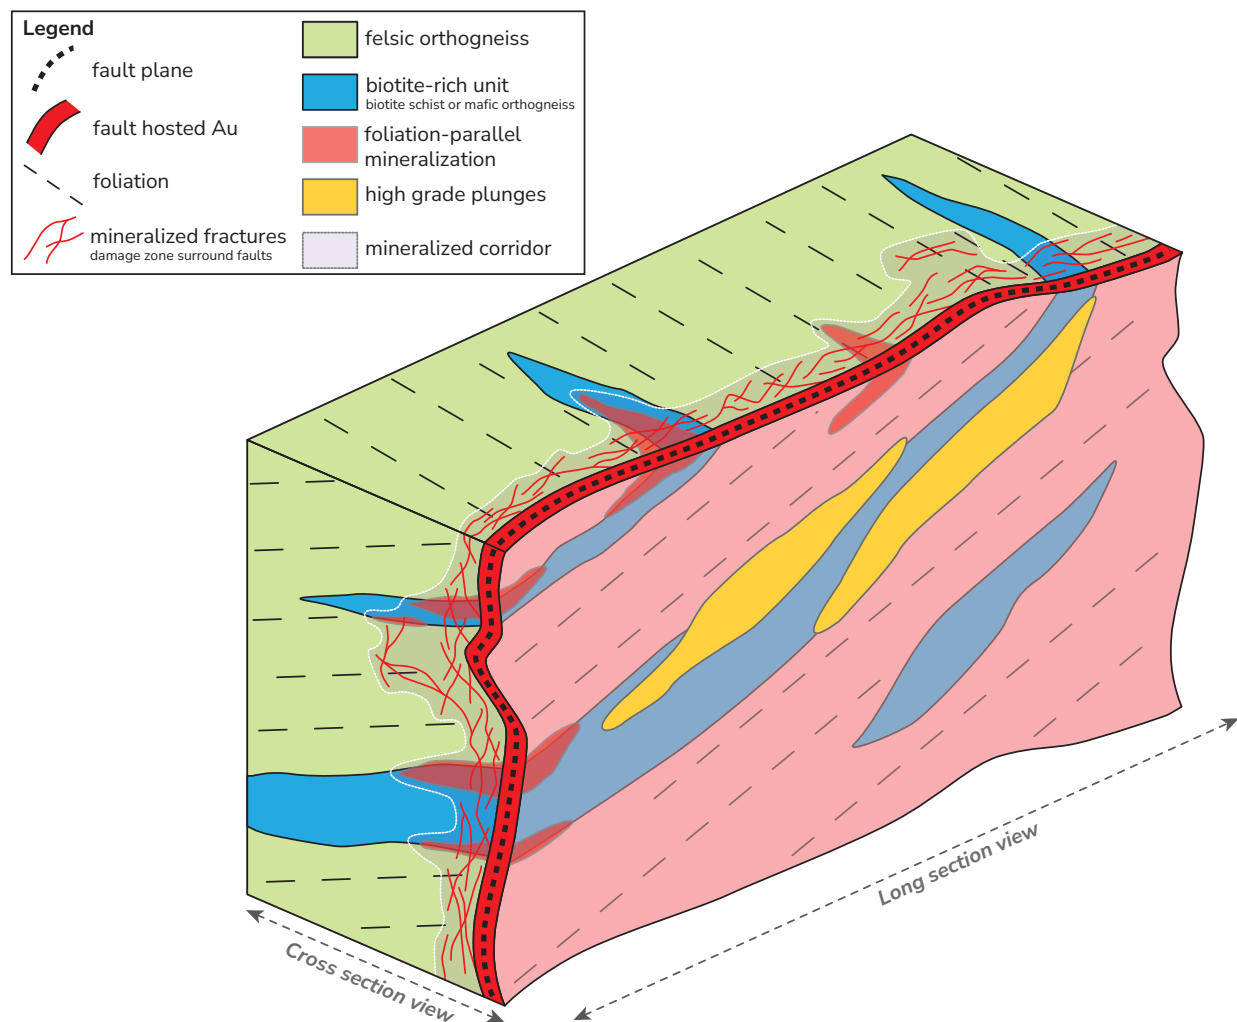 Legend
fault plane
fault hosted Au
foliation
mineralized fractures
damage zone surround faults
felsic orthogneiss
biotite-rich unit
biotite schist or mafic orthogneiss
foliation-parallel
mineralization
high grade plunges
mineralized corridor
Cross section view
Long section view